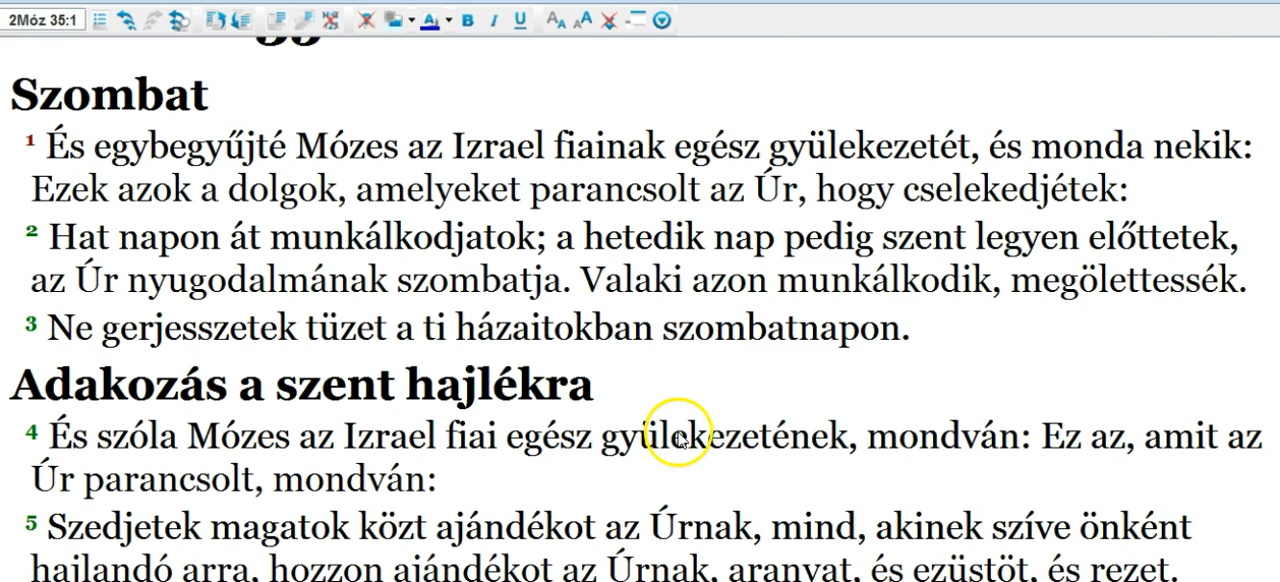 2Móz 35:1
Szombat
1 És egybegyűjté Mózes az Izrael fiainak egész gyülekezetét, és monda nekik:
Ezek azok a dolgok, amelyeket parancsolt az Úr, hogy cselekedjétek:
2 Hat napon át munkálkodjatok; a hetedik nap pedig szent legyen előttetek,
az Úr nyugodalmának szombatja. Valaki azon munkálkodik, megölettessék.
3 Ne gerjesszetek tüzet a ti házaitokban szombatnapon.
Adakozás a szent hajlékra
4 És szóla Mózes az Izrael fiai egész gyülekezetének, mondván: Ez az, amit az
Úr parancsolt, mondván:
5 Szedjetek magatok közt ajándékot az Úrnak, mind, akinek szíve önként
hajlandó arra, hozzon ajándékot az Úrnak, aranyat, és ezüstöt, és rezet.